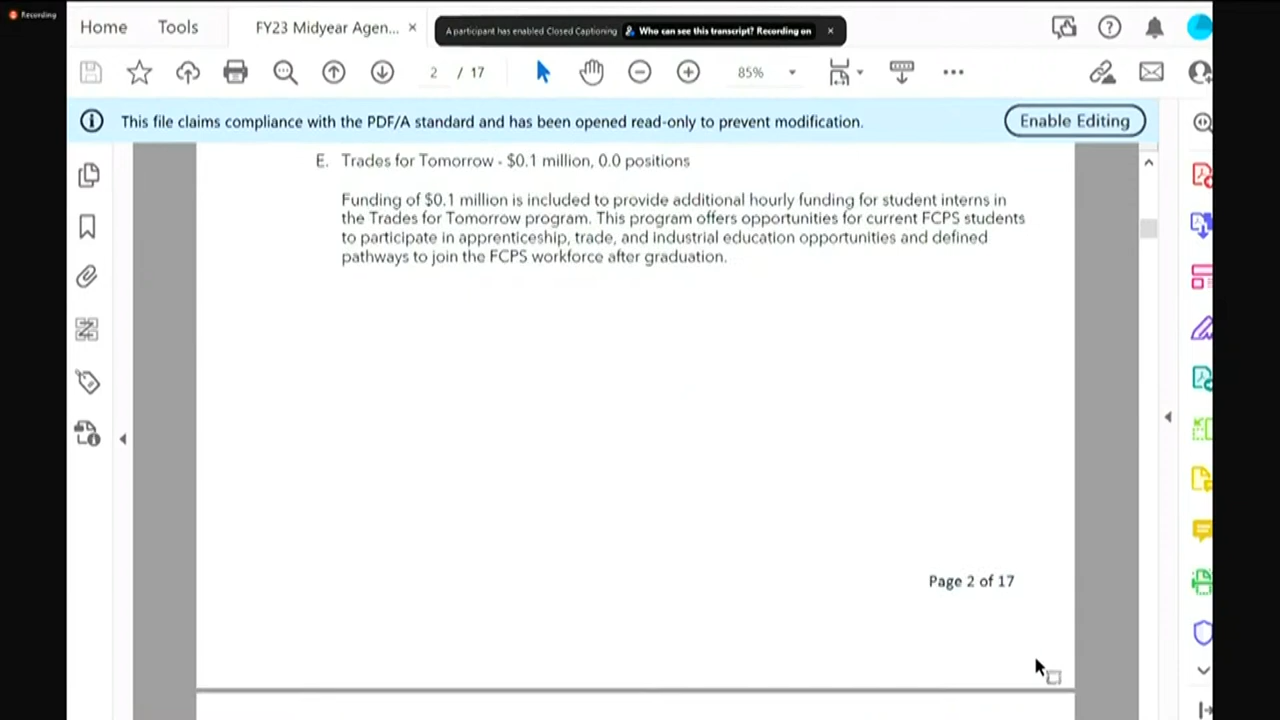 Recording
Home
Tools
FY23 Midyear Agen...
A participant has enabled Closed Captioning
Who can see this transcript? Recording on
2 / 17
85%
This file claims compliance with the PDF/A standard and has been opened read-only to prevent modification.
Enable Editing
E. Trades for Tomorrow - $0.1 million, 0.0 positions
Funding of $0.1 million is included to provide additional hourly funding for student interns in
the Trades for Tomorrow program. This program offers opportunities for current FCPS students
to participate in apprenticeship, trade, and industrial education opportunities and defined
pathways to join the FCPS workforce after graduation.
Page 2 of 17